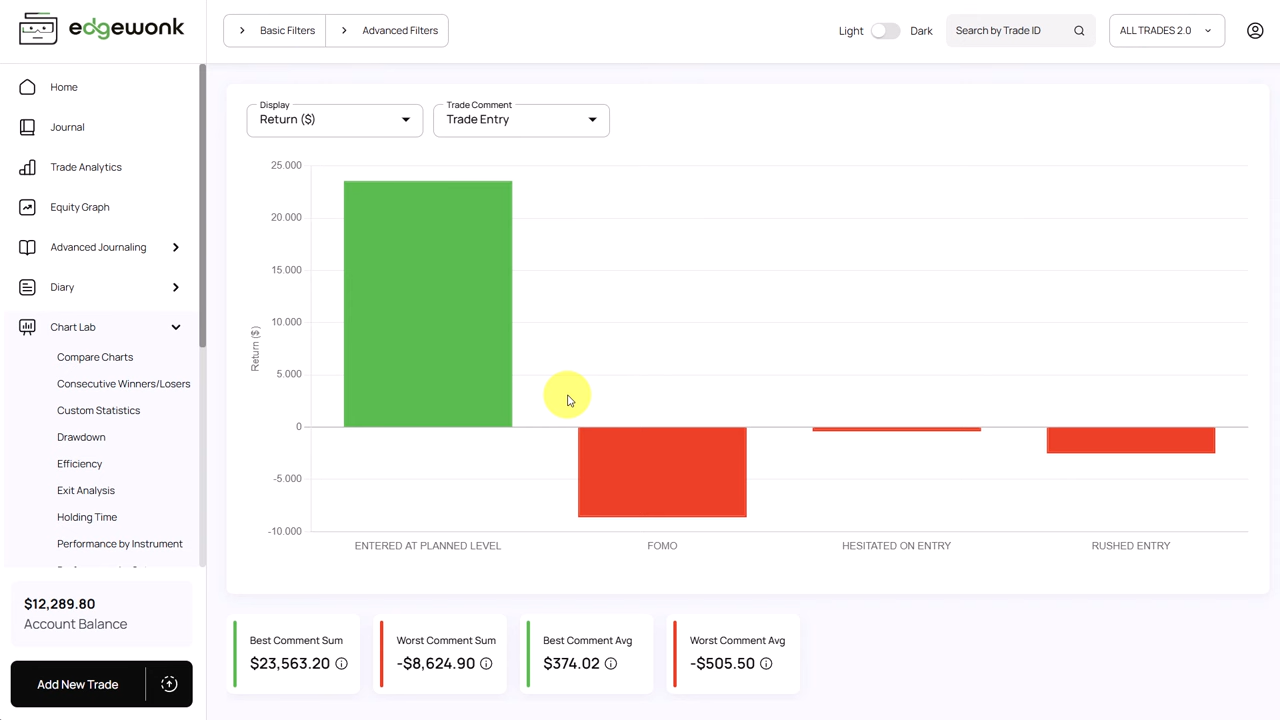 edgewonk
Basic Filters
Advanced Filters
Light
Dark
Search by Trade ID
ALL TRADES 2.0
Home
Journal
Trade Analytics
Equity Graph
Advanced Journaling
Diary
Chart Lab
Compare Charts
Consecutive Winners/Losers
Custom Statistics
Drawdown
Efficiency
Exit Analysis
Holding Time
Performance by Instrument
$12,289.80
Account Balance
Add New Trade
Display
Return ($)
Trade Comment
Trade Entry
Return ($)
25.000
20.000
15.000
10.000
5.000
0
-5.000
-10.000
ENTERED AT PLANNED LEVEL
FOMO
HESITATED ON ENTRY
RUSHED ENTRY
Best Comment Sum
$23,563.20
Worst Comment Sum
-$8,624.90
Best Comment Avg
$374.02
Worst Comment Avg
-$505.50